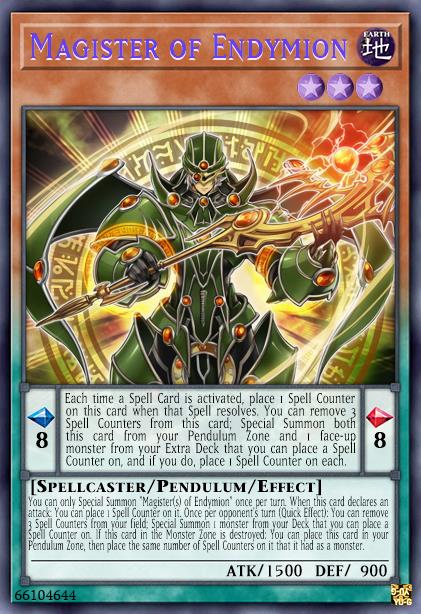 Magister of Endymion
EARTH
地
Each time a Spell Card is activated, place 1 Spell Counter
on this card when that Spell resolves. You can remove 3
Spell Counters from this card; Special Summon both
this card from your Pendulum Zone and 1 face-up
monster from your Extra Deck that you can place a Spell
Counter on, and if you do, place 1 Spell Counter on each.
8
8
[Spellcaster/Pendulum/Effect]
You can only Special Summon "Magister(s) of Endymion" once per turn. When this card declares an
attack: You can place 1 Spell Counter on it. Once per opponent's turn (Quick Effect): You can remove
3 Spell Counters from your field; Special Summon 1 monster from your Deck that you can place a
Spell Counter on. If this card in the Monster Zone is destroyed: You can place this card in your
Pendulum Zone, then place the same number of Spell Counters on it that it had as a monster.
ATK/1500 DEF/ 900
66104644